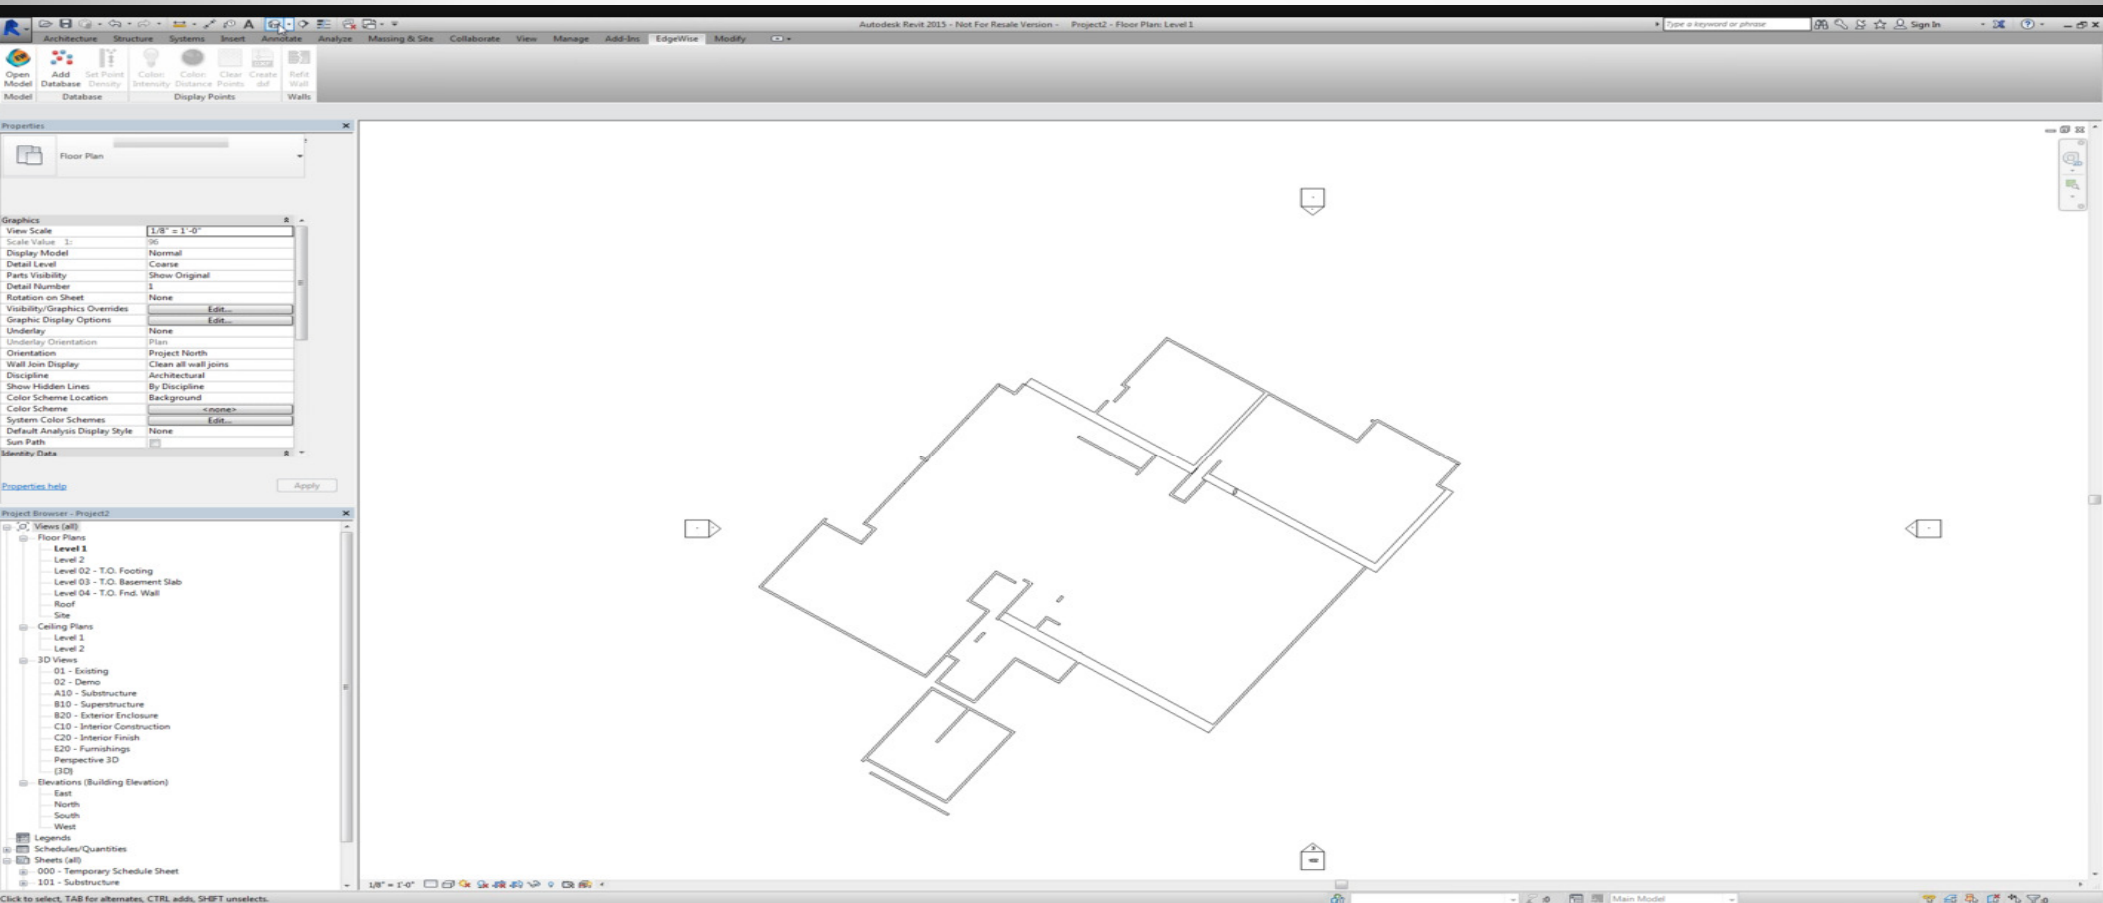 Autodesk Revit 2015 - Not For Resale Version - Project2 - Floor Plan: Level 1
Type a keyword or phrase
Sign In
Architecture Structure Systems Insert Annotate Analyze Massing & Site Collaborate View Manage Add-Ins EdgeWise Modify
Open Model
Add Database
Set Point Density
Color: Intensity
Color: Distance
Clear Points
Create dxf
Refit Wall
Model Database Display Points Walls
Properties
Floor Plan
Graphics
View Scale 1/8" = 1'-0"
Scale Value 1: 96
Display Model Normal
Detail Level Coarse
Parts Visibility Show Original
Detail Number 1
Rotation on Sheet None
Visibility/Graphics Overrides Edit...
Graphic Display Options Edit...
Underlay None
Underlay Orientation Plan
Orientation Project North
Wall Join Display Clean all wall joins
Discipline Architectural
Show Hidden Lines By Discipline
Color Scheme Location Background
Color Scheme <none>
System Color Schemes Edit...
Default Analysis Display Style None
Sun Path
Identity Data
Properties help Apply
Project Browser - Project2
Views (all)
Floor Plans
Level 1
Level 2
Level 02 - T.O. Footing
Level 03 - T.O. Basement Slab
Level 04 - T.O. Fnd. Wall
Roof
Site
Ceiling Plans
Level 1
Level 2
3D Views
01 - Existing
02 - Demo
A10 - Substructure
B10 - Superstructure
B20 - Exterior Enclosure
C10 - Interior Construction
C20 - Interior Finish
E20 - Furnishings
Perspective 3D
{3D}
Elevations (Building Elevation)
East
North
South
West
Legends
Schedules/Quantities
Sheets (all)
000 - Temporary Schedule Sheet
101 - Substructure
1/8" = 1'-0"
Click to select, TAB for alternates, CTRL adds, SHIFT unselects.
:0
Main Model
:0